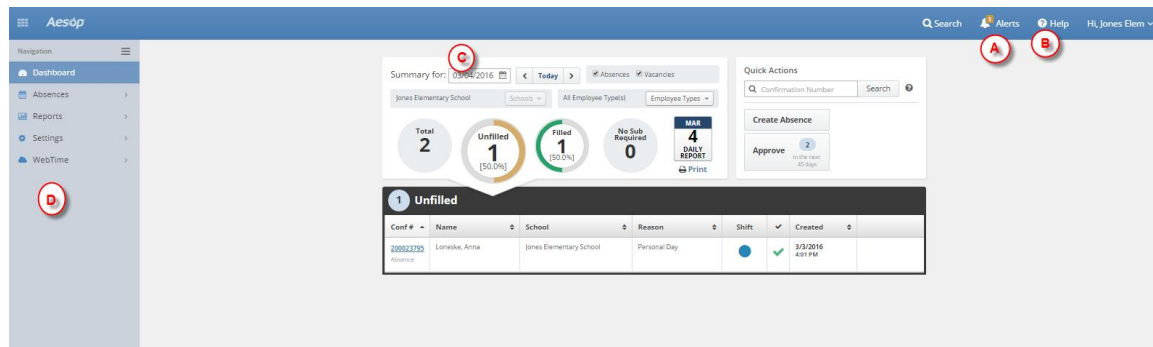 Aesop
Search
1
Alerts
Help
Hi, Jones Elem
A
B
Navigation
Dashboard
Absences
Reports
Settings
WebTime
D
C
Summary for: 03/04/2016
Today
Absences
Vacancies
Jones Elementary School
Schools
All Employee Type(s)
Employee Types
Total
2
Unfilled
1
[50.0%]
Filled
1
[50.0%]
No Sub
Required
0
MAR
4
DAILY
REPORT
Print
Quick Actions
Confirmation Number
Search
Create Absence
Approve
2
in the next
45 days
1 Unfilled
Conf # Name School Reason Shift Created
200023795 Loneske, Anna Jones Elementary School Personal Day 3/3/2016
Absence 4:01 PM